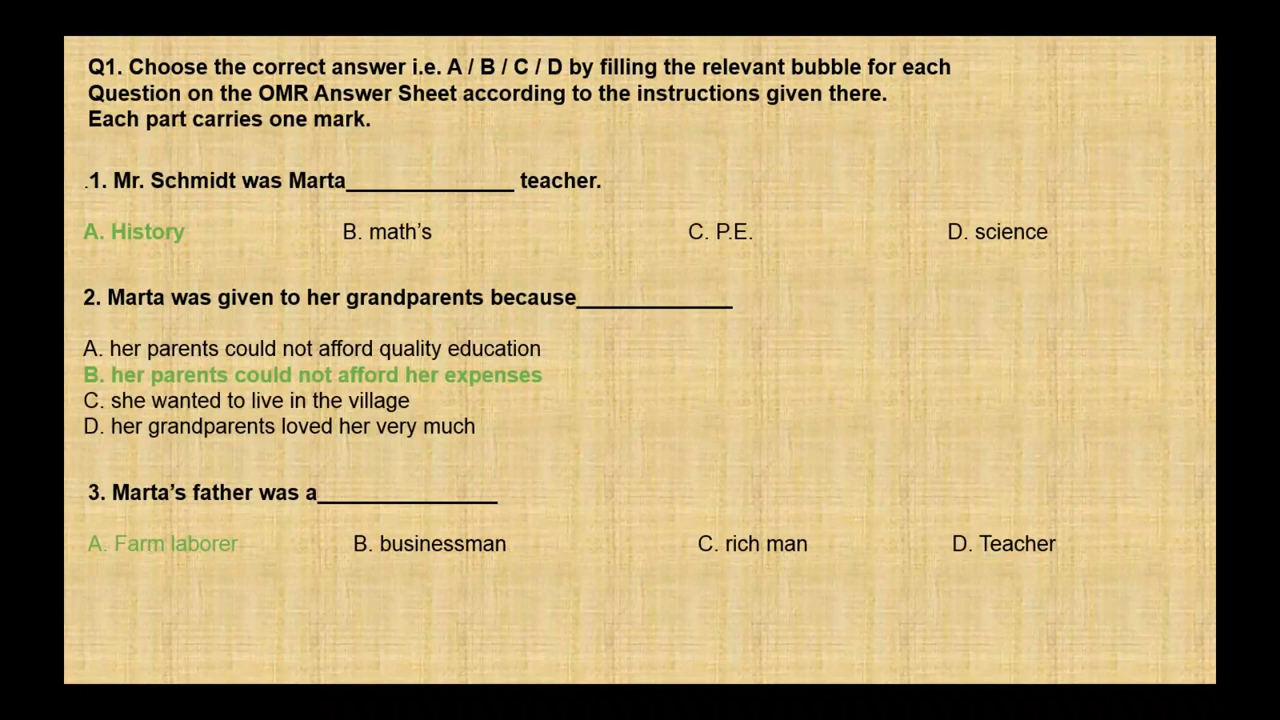 Q1. Choose the correct answer i.e. A / B / C / D by filling the relevant bubble for each
Question on the OMR Answer Sheet according to the instructions given there.
Each part carries one mark.
.1. Mr. Schmidt was Marta______________ teacher.
A. History B. math’s C. P.E. D. science
2. Marta was given to her grandparents because_____________
A. her parents could not afford quality education
B. her parents could not afford her expenses
C. she wanted to live in the village
D. her grandparents loved her very much
3. Marta’s father was a_______________
A. Farm laborer B. businessman C. rich man D. Teacher